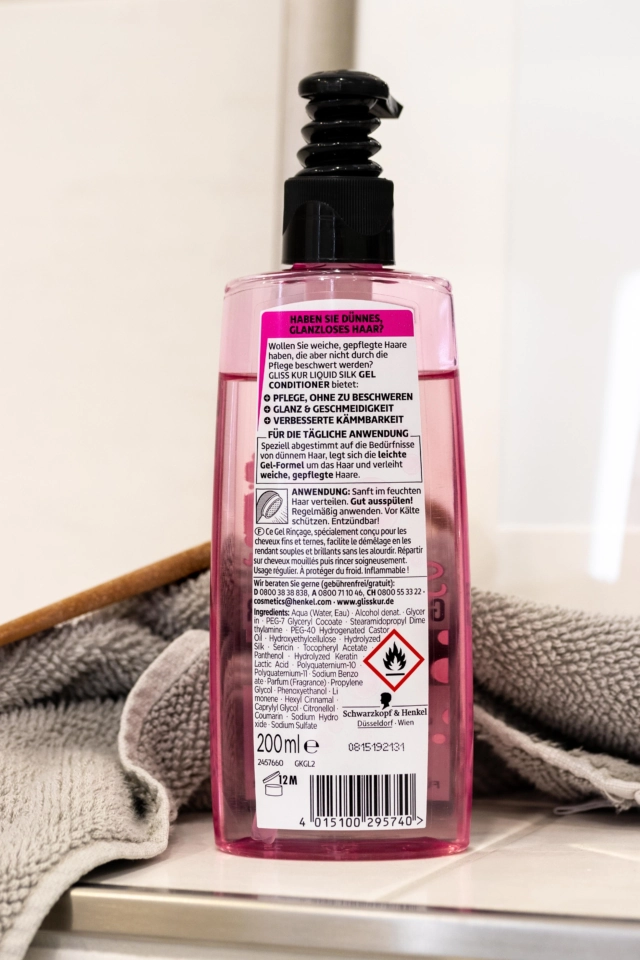 HABEN SIE DÜNNES,
GLANZLOSES HAAR?
Wollen Sie weiche, gepflegte Haare
haben, die aber nicht durch die
Pflege beschwert werden?
GLISS KUR LIQUID SILK GEL
CONDITIONER bietet:
PFLEGE, OHNE ZU BESCHWEREN
GLANZ & GESCHMEIDIGKEIT
VERBESSERTE KÄMMBARKEIT
FÜR DIE TÄGLICHE ANWENDUNG
Speziell abgestimmt auf die Bedürfnisse
von dünnem Haar, legt sich die leichte
Gel-Formel um das Haar und verleiht
weiche, gepflegte Haare.
ANWENDUNG: Sanft im feuchten
Haar verteilen. Gut ausspülen!
Regelmäßig anwenden. Vor Kälte
schützen. Entzündbar!
F Ce Gel Rinçage, spécialement conçu pour les
cheveux fins et ternes, facilite le démêlage en les
rendant souples et brillants sans les alourdir. Répartir
sur cheveux mouillés puis rincer soigneusement.
Usage régulier. A protéger du froid. Inflammable !
Wir beraten Sie gerne (gebührenfrei/gratuit):
D 0800 38 38 838, A 0800 71 10 46, CH 0800 55 33 22 ·
cosmetics@henkel.com · www.glisskur.de
Ingredients: Aqua (Water, Eau) · Alcohol denat. · Glycer
in · PEG-7 Glyceryl Cocoate · Stearamidopropyl Dime
thylamine · PEG-40 Hydrogenated Castor
Oil · Hydroxyethylcellulose · Hydrolyzed
Silk · Sericin · Tocopheryl Acetate ·
Panthenol · Hydrolyzed Keratin ·
Lactic Acid · Polyquaternium-10 ·
Polyquaternium-11 · Sodium Benzo
ate · Parfum (Fragrance) · Propylene
Glycol · Phenoxyethanol · Li
monene · Hexyl Cinnamal ·
Caprylyl Glycol · Citronellol ·
Coumarin · Sodium Hydro
xide · Sodium Sulfate
Schwarzkopf & Henkel
Düsseldorf · Wien
200 ml e
0815192131
2457660 GKGL2
12M
4 015100 295740 >